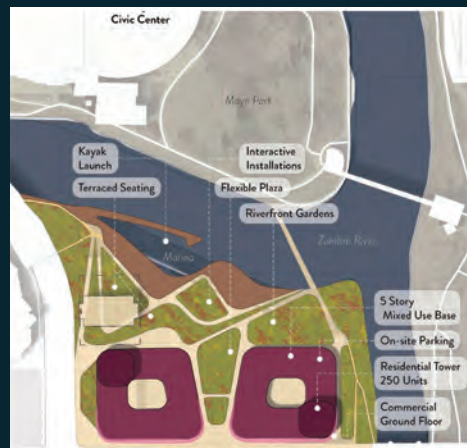 Civic Center
Mayo Park
Kayak
Launch
Interactive
Installations
Terraced Seating
Flexible Plaza
Riverfront Gardens
Zumbro River
Marina
5 Story
Mixed Use Base
On-site Parking
Residential Tower
250 Units
Commercial
Ground Floor